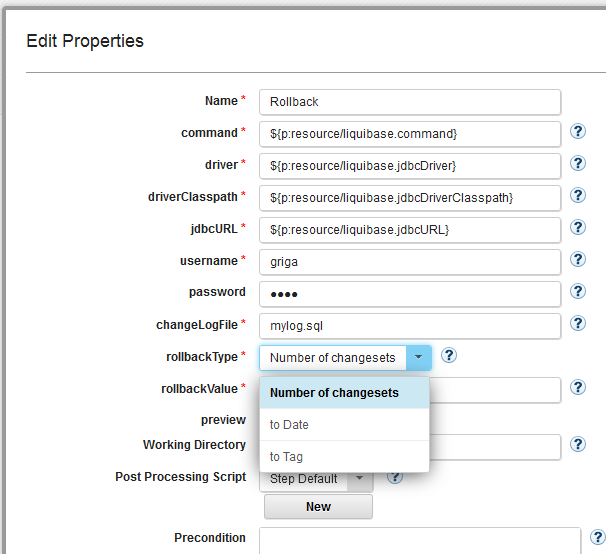 Edit Properties
Name *
Rollback
command *
${p:resource/liquibase.command}
?
driver *
${p:resource/liquibase.jdbcDriver}
?
driverClasspath *
${p:resource/liquibase.jdbcDriverClasspath}
?
jdbcURL *
${p:resource/liquibase.jdbcURL}
?
username *
griga
?
password
●●●●
?
changeLogFile *
mylog.sql
?
rollbackType *
Number of changesets
?
rollbackValue *
Number of changesets
?
preview
to Date
Working Directory
to Tag
?
Post Processing Script
Step Default
?
New
Precondition
?